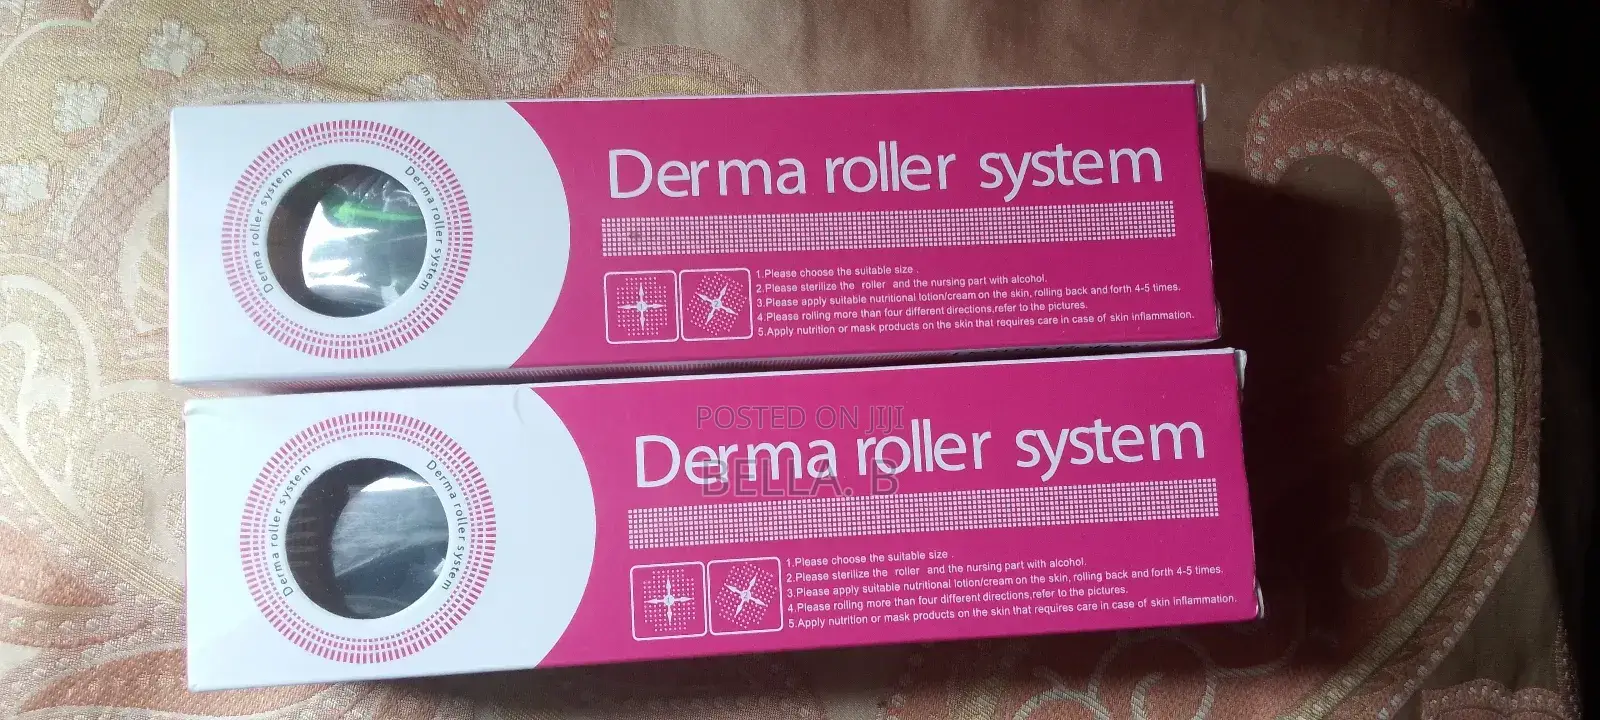 Derma roller system
Derma roller system
Derma roller system
1.Please choose the suitable size .
2.Please sterilize the roller and the nursing part with alcohol.
3.Please apply suitable nutritional lotion/cream on the skin, rolling back and forth 4-5 times.
4.Please rolling more than four different directions,refer to the pictures.
5.Apply nutrition or mask products on the skin that requires care in case of skin inflammation.
1
2
POSTED ON JIJI
BELLA. B
Derma roller system
Derma roller system
Derma roller system
1.Please choose the suitable size .
2.Please sterilize the roller and the nursing part with alcohol.
3.Please apply suitable nutritional lotion/cream on the skin, rolling back and forth 4-5 times.
4.Please rolling more than four different directions,refer to the pictures.
5.Apply nutrition or mask products on the skin that requires care in case of skin inflammation.